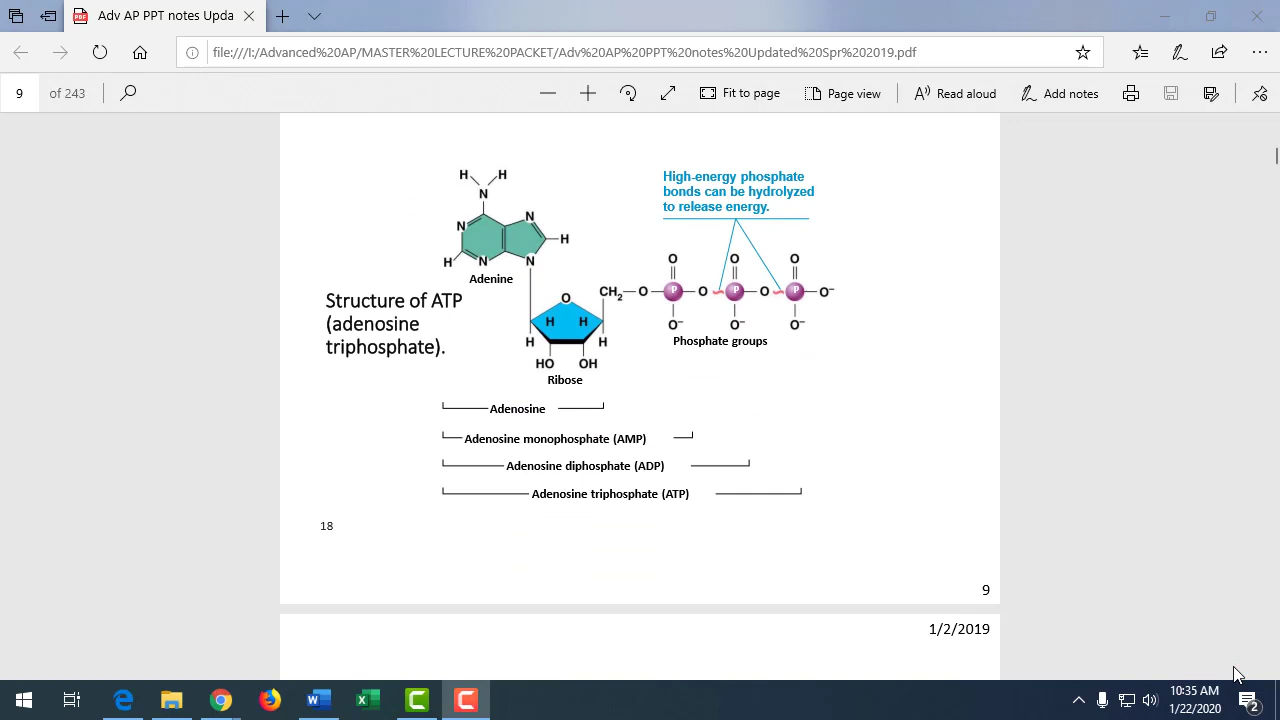 Adv AP PPT notes Upda
file:///I:/Advanced%20AP/MASTER%20LECTURE%20PACKET/Adv%20AP%20PPT%20notes%20Updated%20Spr%202019.pdf
9 of 243 Fit to page Page view Read aloud Add notes
High-energy phosphate
bonds can be hydrolyzed
to release energy.
H H
N
N N
H
H N N
Adenine
O O O
CH2 O P O P O P O−
O− O− O−
Phosphate groups
Structure of ATP
(adenosine
triphosphate).
O
H H
H H
HO OH
Ribose
Adenosine
Adenosine monophosphate (AMP)
Adenosine diphosphate (ADP)
Adenosine triphosphate (ATP)
18
9
1/2/2019
10:35 AM
1/22/2020
2